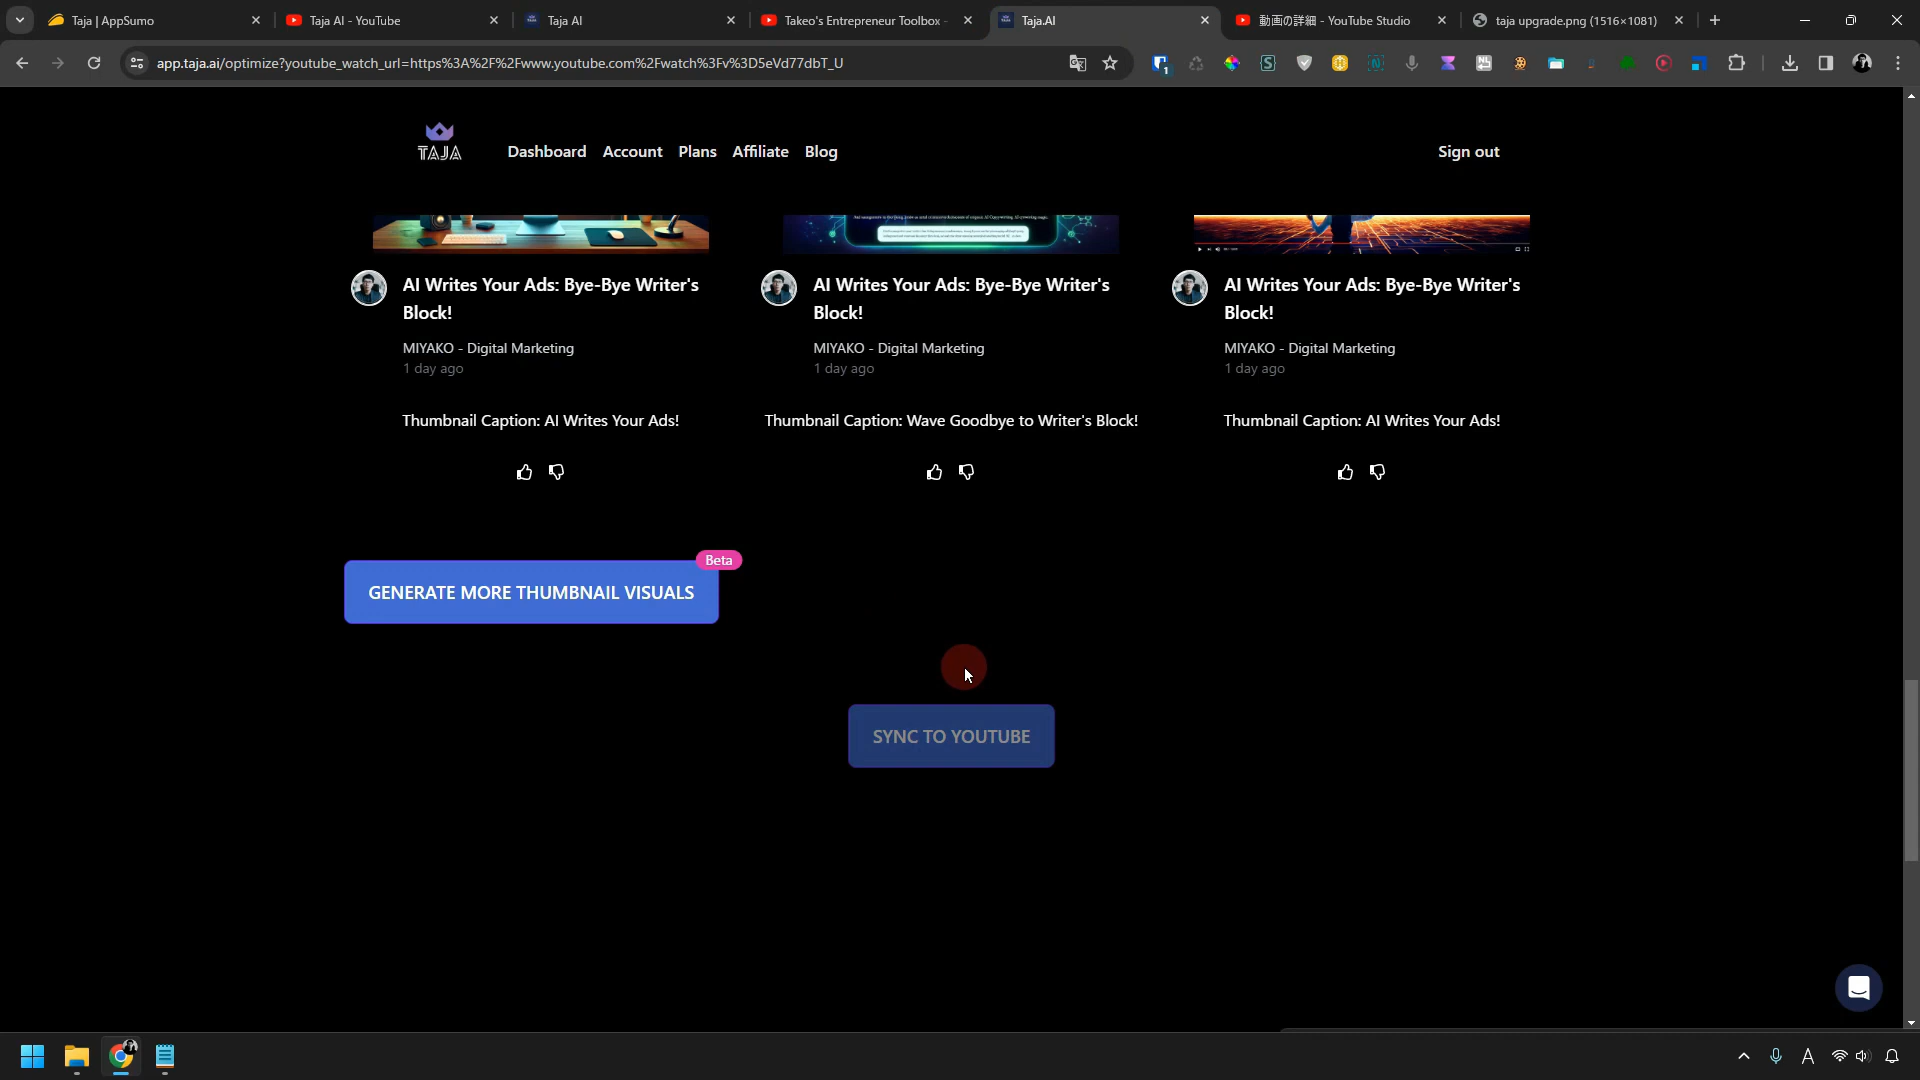 Taja | AppSumo
Taja AI - YouTube
Taja AI
Takeo's Entrepreneur Toolbox -
Taja.AI
動画の詳細 - YouTube Studio
taja upgrade.png (1516×1081)
app.taja.ai/optimize?youtube_watch_url=https%3A%2F%2Fwww.youtube.com%2Fwatch%3Fv%3D5eVd77dbT_U
TAJA
Dashboard Account Plans Affiliate Blog
Sign out
AI Writes Your Ads: Bye-Bye Writer's
Block!
MIYAKO - Digital Marketing
1 day ago
Thumbnail Caption: AI Writes Your Ads!
AI Writes Your Ads: Bye-Bye Writer's
Block!
MIYAKO - Digital Marketing
1 day ago
Thumbnail Caption: Wave Goodbye to Writer's Block!
AI Writes Your Ads: Bye-Bye Writer's
Block!
MIYAKO - Digital Marketing
1 day ago
Thumbnail Caption: AI Writes Your Ads!
Beta
GENERATE MORE THUMBNAIL VISUALS
SYNC TO YOUTUBE
A